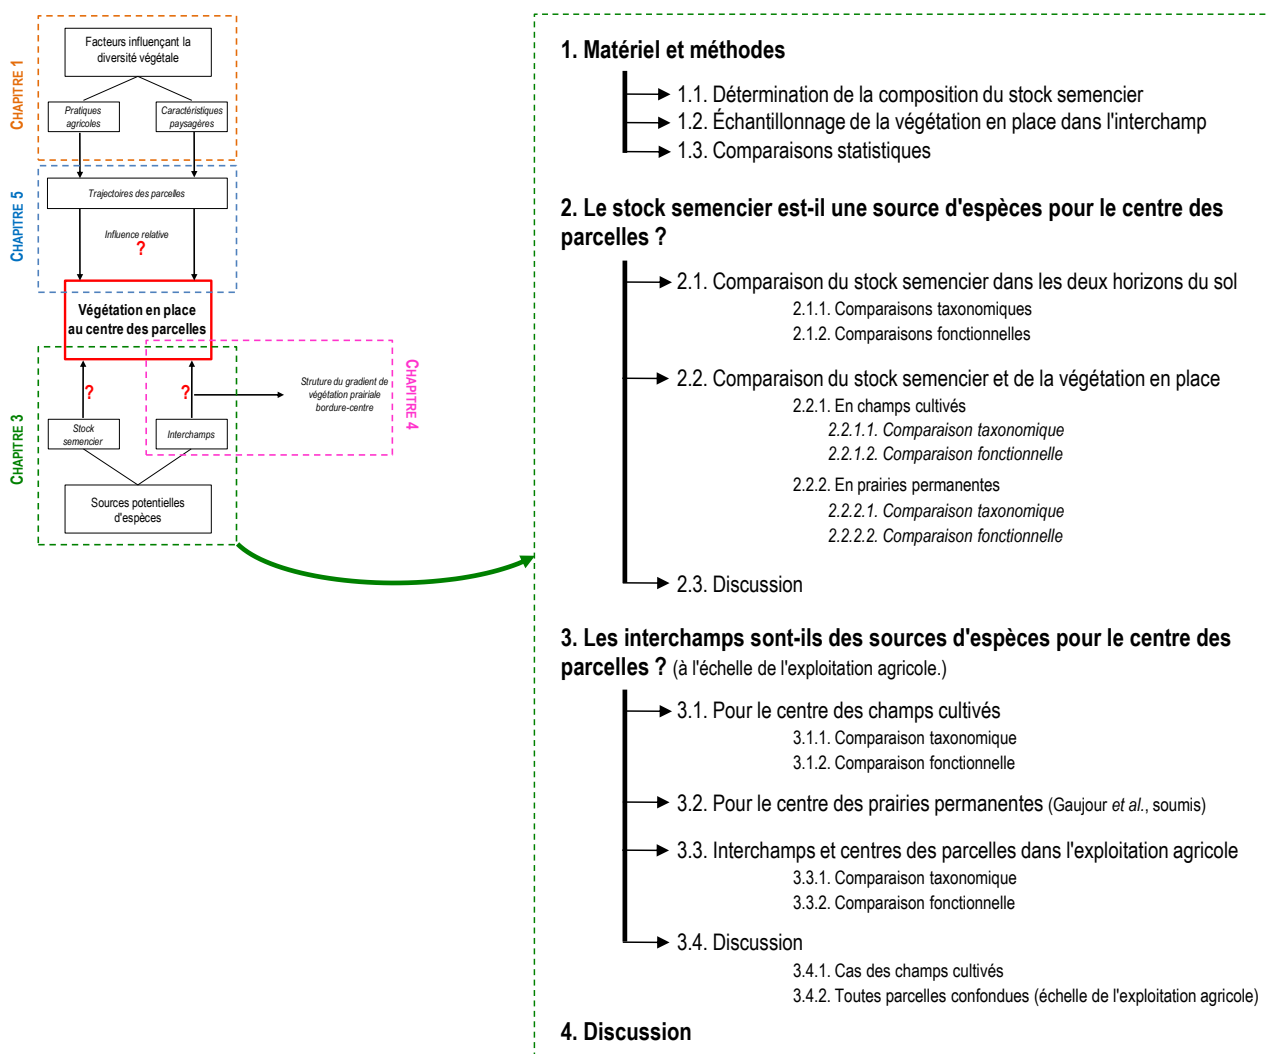 CHAPITRE 1
Facteurs influençant la
diversité végétale
Pratiques
agricoles
Caractéristiques
paysagères
CHAPITRE 5
Trajectoires des parcelles
Influence relative
?
Végétation en place
au centre des parcelles
CHAPITRE 3
?
?
Stock
semencier
Interchamps
Sources potentielles
d'espèces
Struture du gradient de
végétation prairiale
bordure-centre
CHAPITRE 4
1. Matériel et méthodes
1.1. Détermination de la composition du stock semencier
1.2. Échantillonnage de la végétation en place dans l'interchamp
1.3. Comparaisons statistiques
2. Le stock semencier est-il une source d'espèces pour le centre des
parcelles ?
2.1. Comparaison du stock semencier dans les deux horizons du sol
2.1.1. Comparaisons taxonomiques
2.1.2. Comparaisons fonctionnelles
2.2. Comparaison du stock semencier et de la végétation en place
2.2.1. En champs cultivés
2.2.1.1. Comparaison taxonomique
2.2.1.2. Comparaison fonctionnelle
2.2.2. En prairies permanentes
2.2.2.1. Comparaison taxonomique
2.2.2.2. Comparaison fonctionnelle
2.3. Discussion
3. Les interchamps sont-ils des sources d'espèces pour le centre des
parcelles ? (à l'échelle de l'exploitation agricole.)
3.1. Pour le centre des champs cultivés
3.1.1. Comparaison taxonomique
3.1.2. Comparaison fonctionnelle
3.2. Pour le centre des prairies permanentes (Gaujour et al., soumis)
3.3. Interchamps et centres des parcelles dans l'exploitation agricole
3.3.1. Comparaison taxonomique
3.3.2. Comparaison fonctionnelle
3.4. Discussion
3.4.1. Cas des champs cultivés
3.4.2. Toutes parcelles confondues (échelle de l'exploitation agricole)
4. Discussion